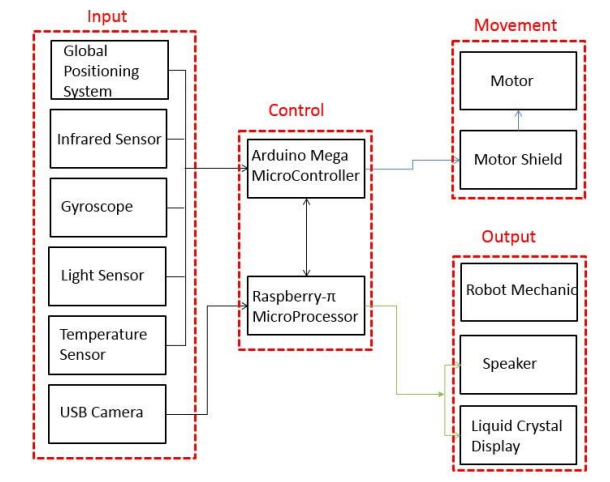 Input
Global
Positioning
System
Infrared Sensor
Gyroscope
Light Sensor
Temperature
Sensor
USB Camera
Control
Arduino Mega
MicroController
Raspberry-π
MicroProcessor
Movement
Motor
Motor Shield
Output
Robot Mechanic
Speaker
Liquid Crystal
Display